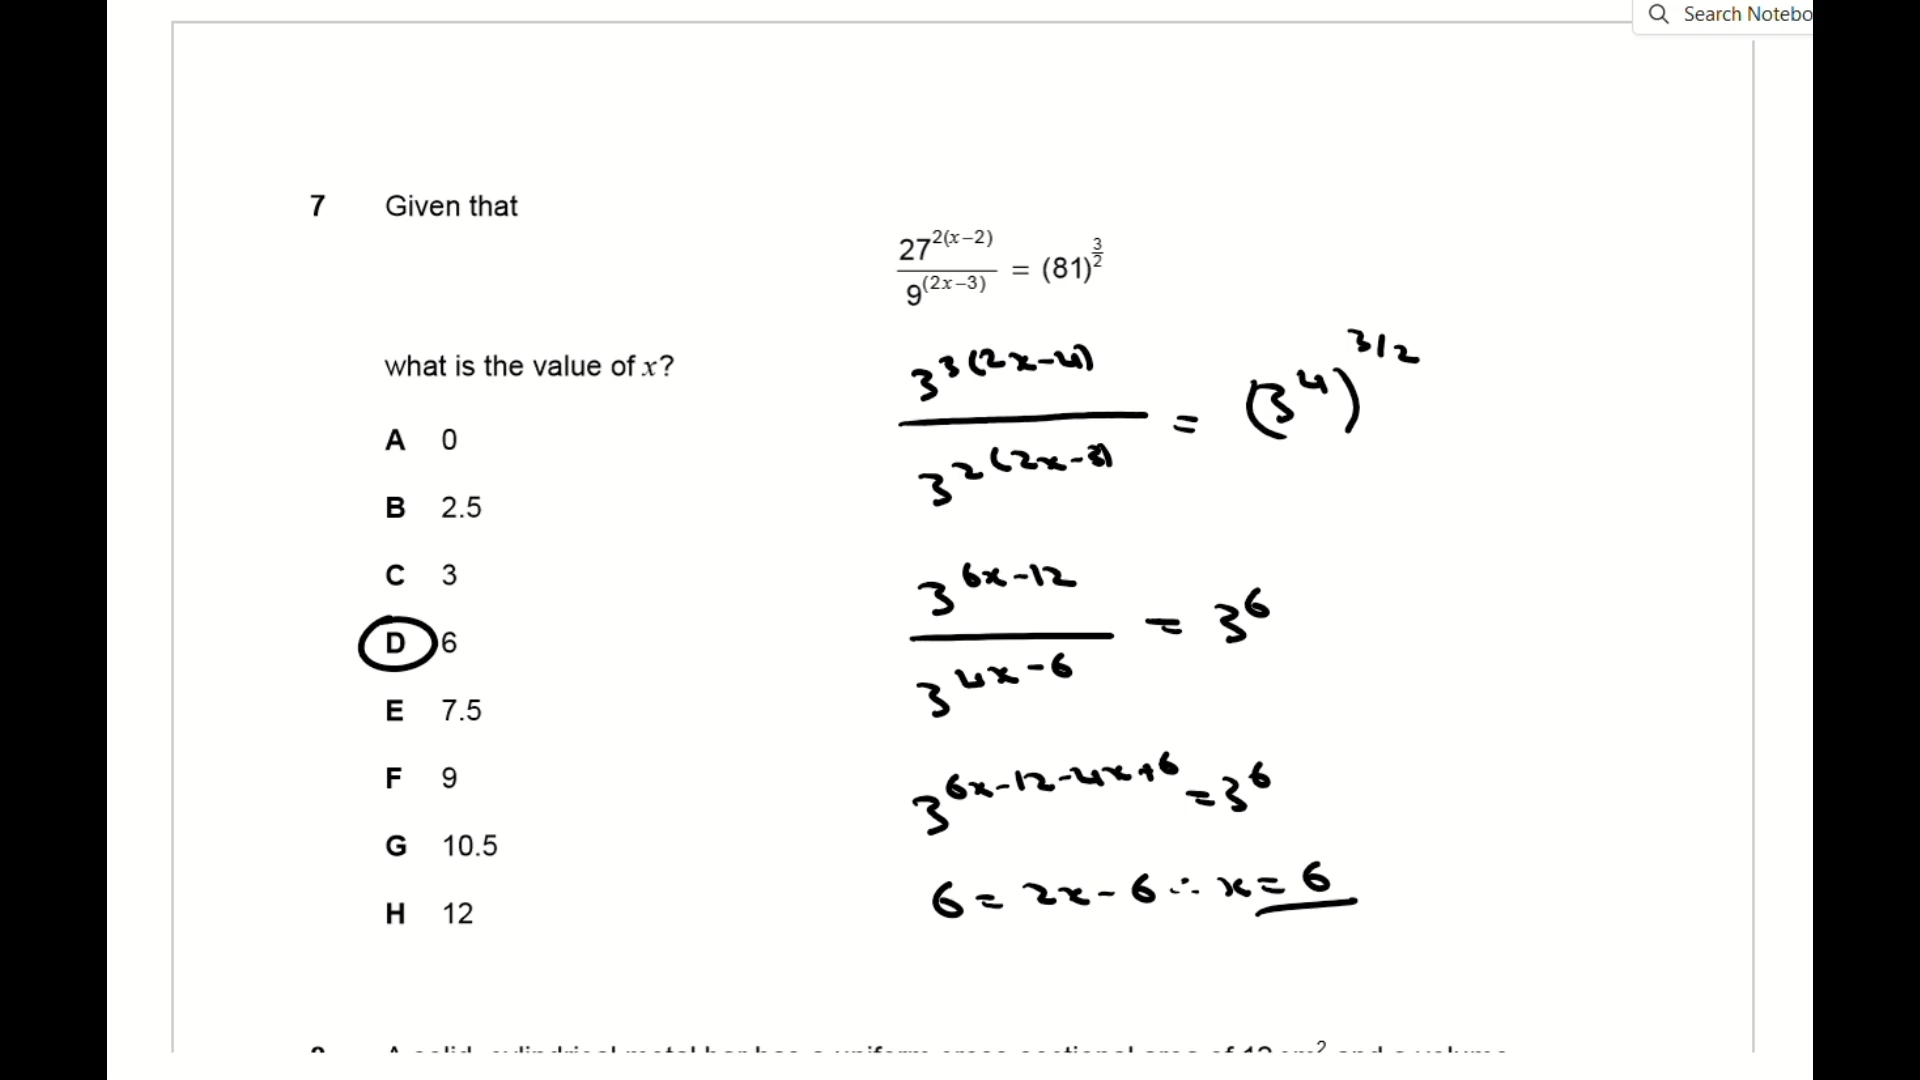 Search Notebo
7 Given that
27^{2(x−2)} / 9^{(2x−3)} = (81)^{3/2}
what is the value of x?
3^{3(2x-4)} / 3^{2(2x-3)} = (3^4)^{3/2}
A 0
B 2.5
C 3
D 6
E 7.5
F 9
G 10.5
H 12
3^{6x-12} / 3^{4x-6} = 3^6
3^{6x-12-4x+6} = 3^6
6 = 2x - 6 ∴ x = 6